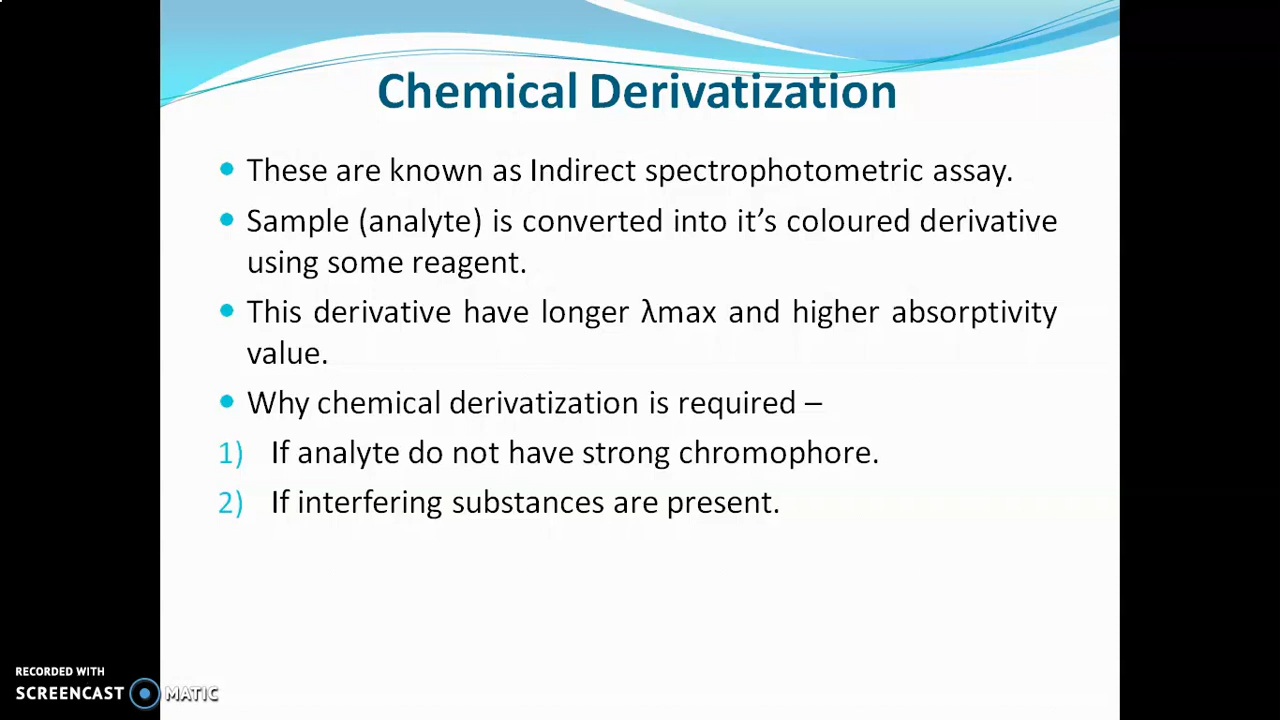 Chemical Derivatization
• These are known as Indirect spectrophotometric assay.
• Sample (analyte) is converted into it’s coloured derivative
using some reagent.
• This derivative have longer λmax and higher absorptivity
value.
• Why chemical derivatization is required –
1) If analyte do not have strong chromophore.
2) If interfering substances are present.
RECORDED WITH
SCREENCAST MATIC